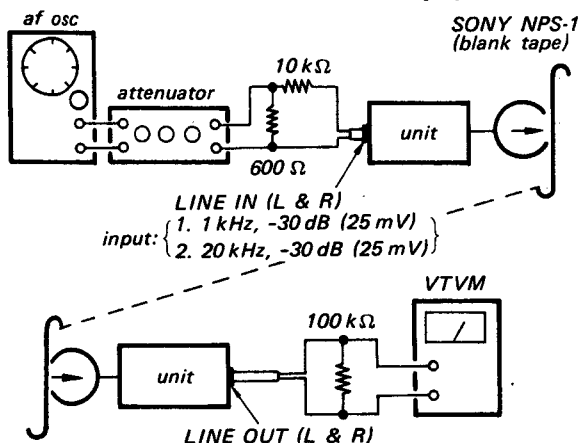 af osc
SONY NPS-1
(blank tape)
attenuator
10 kΩ
600 Ω
unit
LINE IN (L & R)
input: { 1. 1 kHz, -30 dB (25 mV) }
2. 20 kHz, -30 dB (25 mV)
VTVM
100 kΩ
unit
LINE OUT (L & R)